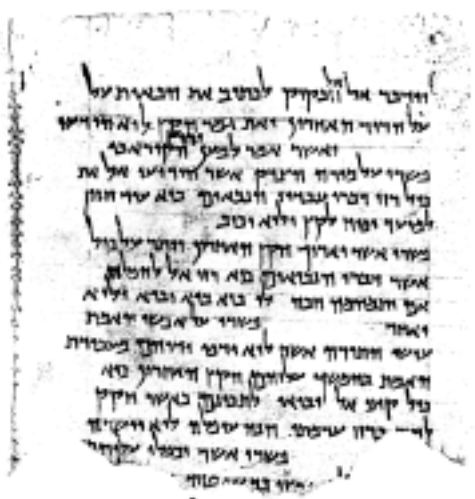 וידבר אל אל חבקוק לכתוב את הבאות על
על הדור האחרון ואת גמר הקץ לוא הודעו
ואשר אמר למען ירוץ הקורא בו
פשרו על מורה הצדק אשר הודיעו אל את
כול רזי דברי עבדיו הנבאים כיא עוד חזון
למועד יפיח לקץ ולוא יכזב
פשרו אשר יארוך הקץ האחרון ויתר על כול
אשר דברו הנביאים כיא רזי אל להפלה
אם יתמהמה חכה לו כיא בוא יבוא ולוא
יאחר פשרו על אנשי האמת
עושי התורה אשר לוא ירפו ידיהם מעבודת
האמת בהמשך עליהם הקץ האחרון כיא
כול קיצי אל יבואו לתכונם כאשר חקק
ברזי ערמתו הנה עופלה לוא יושרה
פשרו אשר יכפלו עליהם